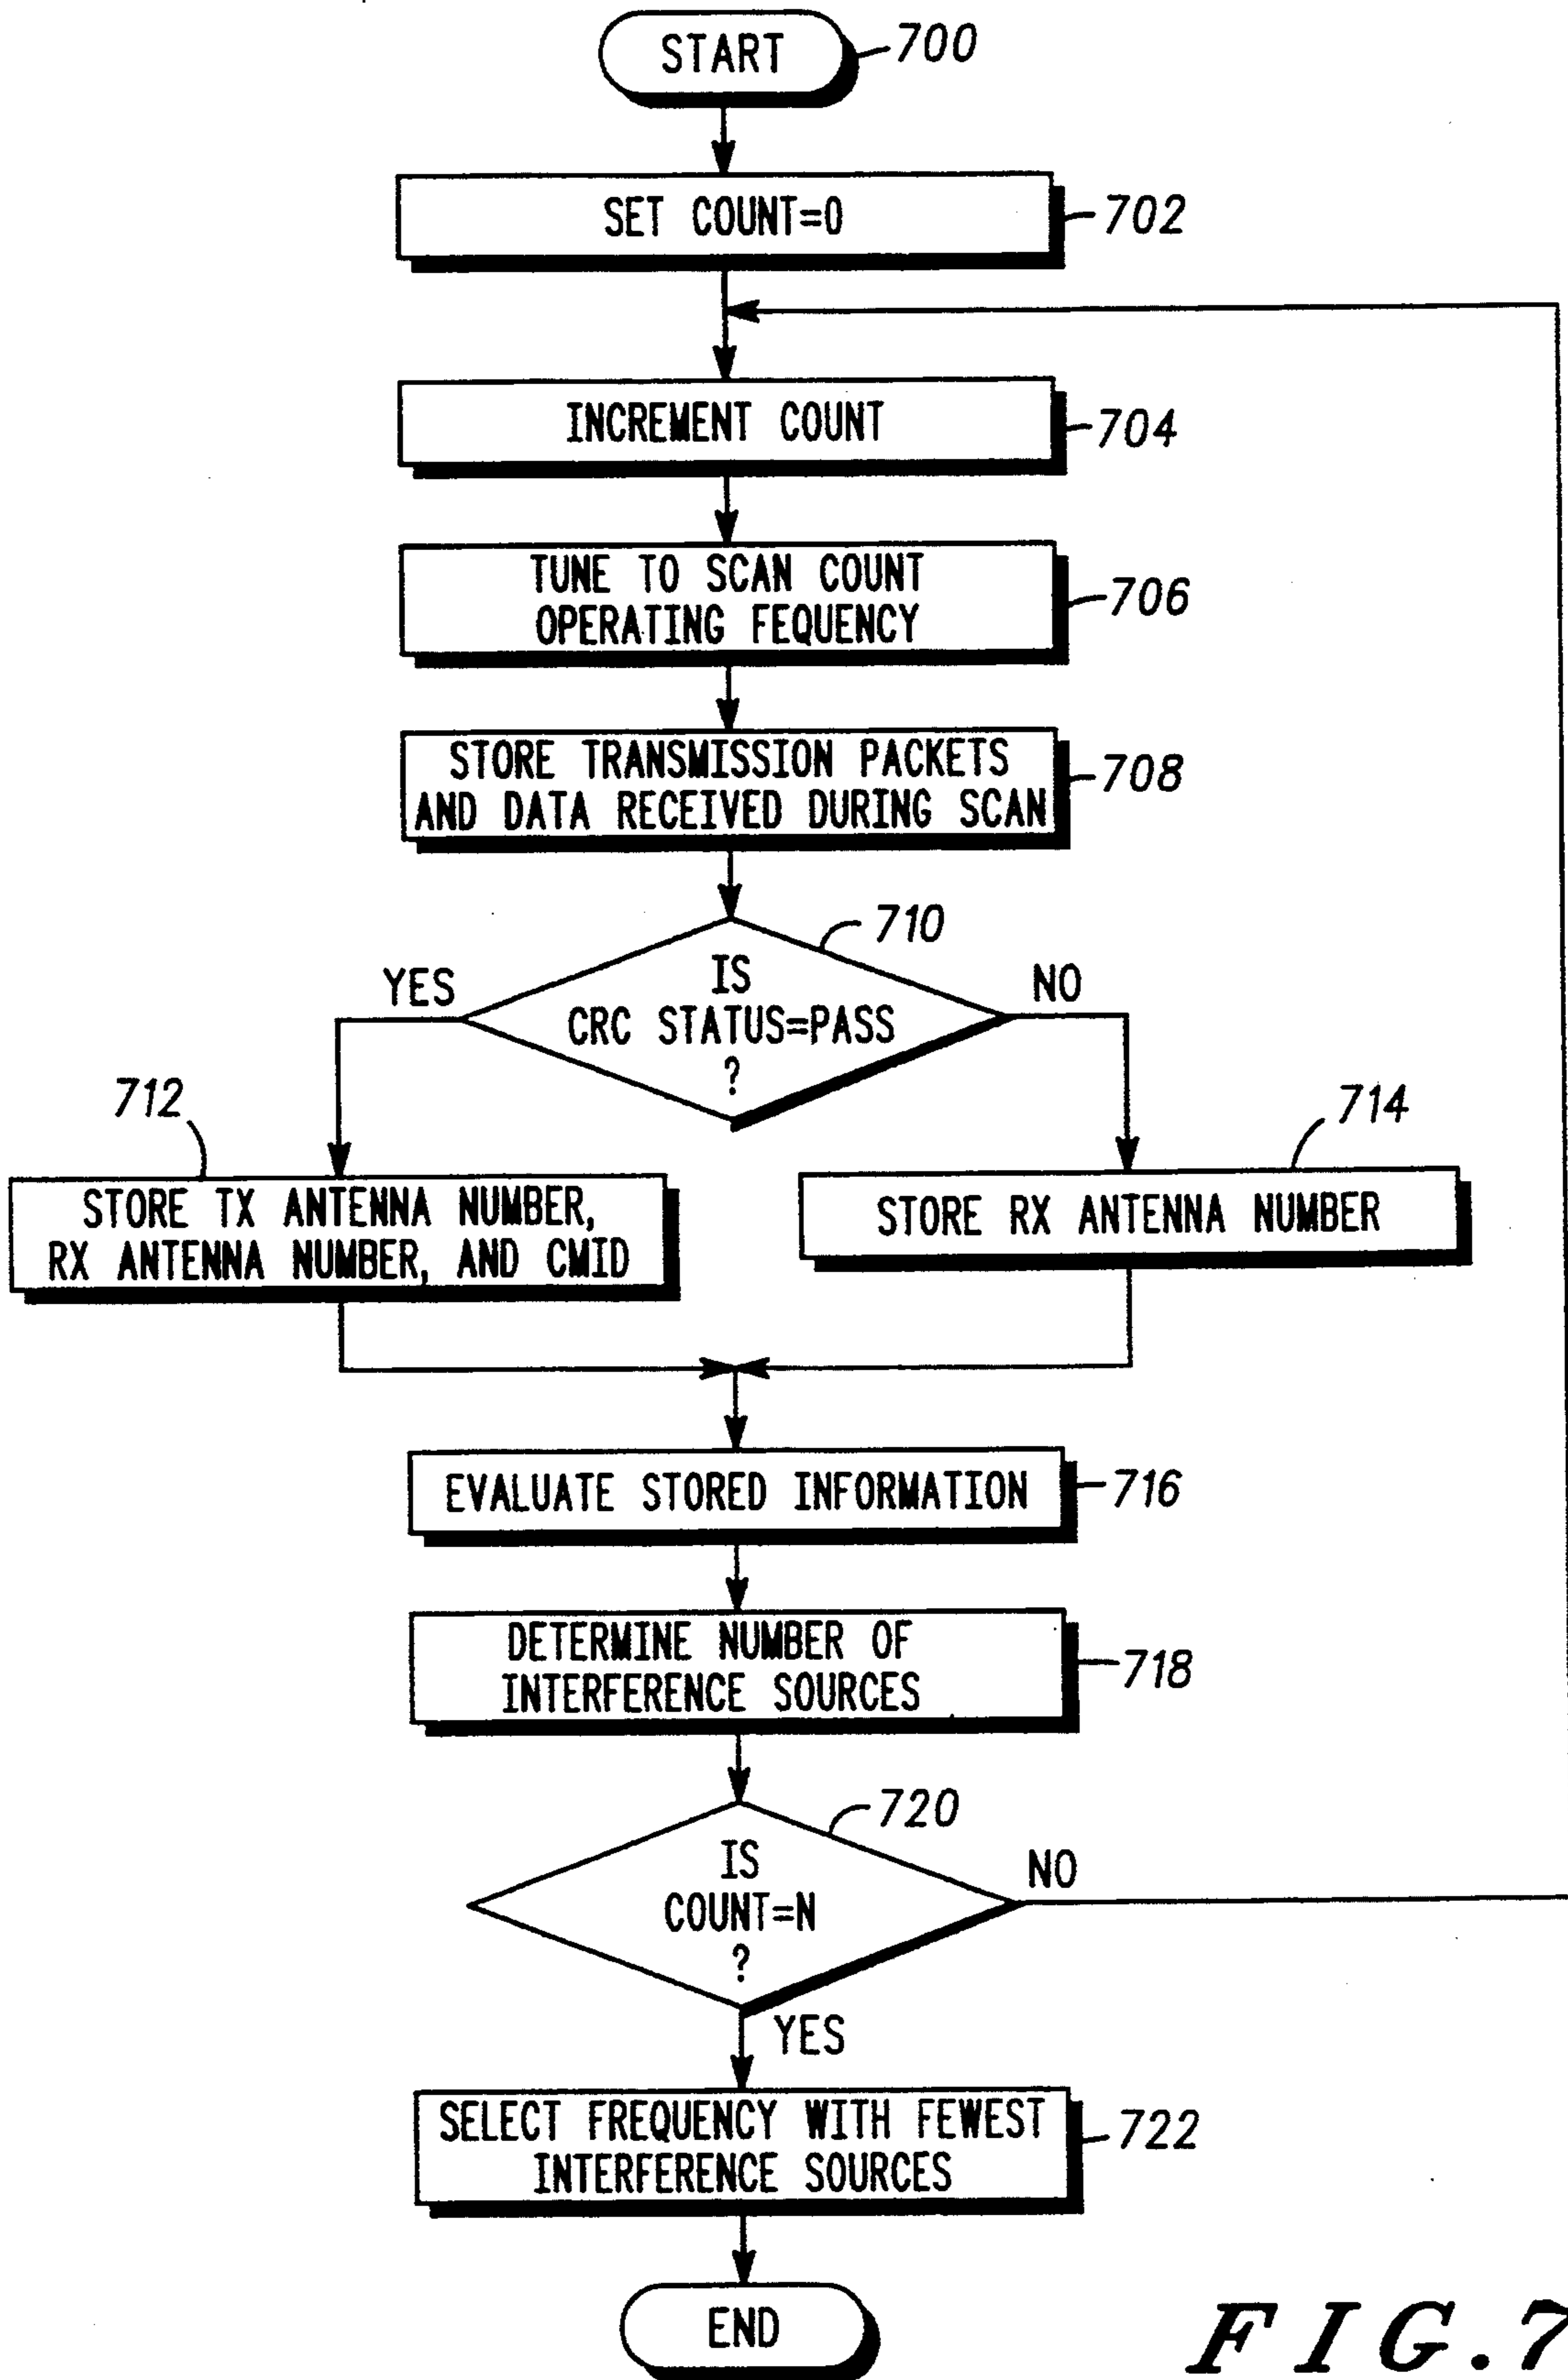 START
700
SET COUNT=0
702
INCREMENT COUNT
704
TUNE TO SCAN COUNT
OPERATING FEQUENCY
706
STORE TRANSMISSION PACKETS
AND DATA RECEIVED DURING SCAN
708
710
IS
CRC STATUS=PASS
?
YES
NO
712
STORE TX ANTENNA NUMBER,
RX ANTENNA NUMBER, AND CMID
714
STORE RX ANTENNA NUMBER
EVALUATE STORED INFORMATION
716
DETERMINE NUMBER OF
INTERFERENCE SOURCES
718
720
IS
COUNT=N
?
NO
YES
SELECT FREQUENCY WITH FEWEST
INTERFERENCE SOURCES
722
END
FIG.7